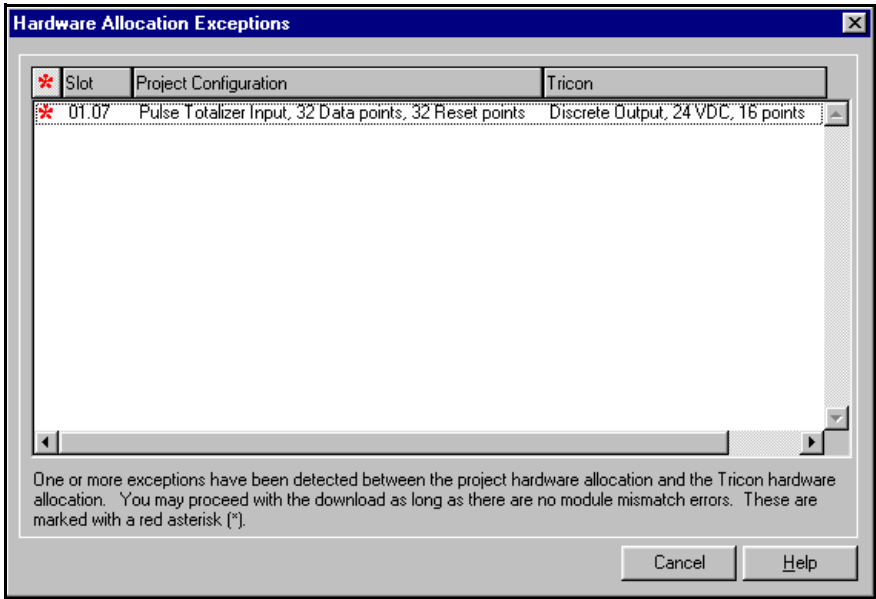 Hardware Allocation Exceptions
* Slot Project Configuration Tricon
* 01.07 Pulse Totalizer Input, 32 Data points, 32 Reset points Discrete Output, 24 VDC, 16 points
One or more exceptions have been detected between the project hardware allocation and the Tricon hardware
allocation. You may proceed with the download as long as there are no module mismatch errors. These are
marked with a red asterisk (*).
Cancel Help